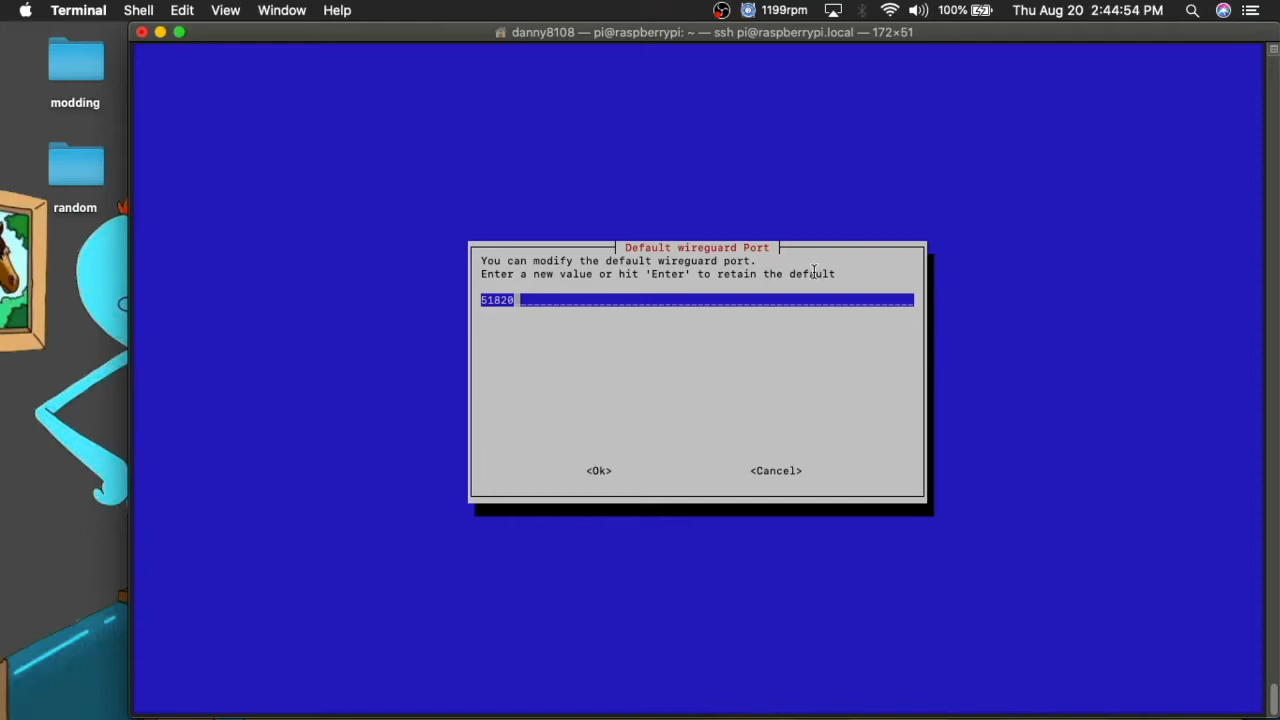 Terminal Shell Edit View Window Help 1199rpm 100% Thu Aug 20 2:44:54 PM
danny8108 — pi@raspberrypi: ~ — ssh pi@raspberrypi.local — 172×51
modding
random
Default wireguard Port
You can modify the default wireguard port.
Enter a new value or hit 'Enter' to retain the default
51820
<Ok> <Cancel>